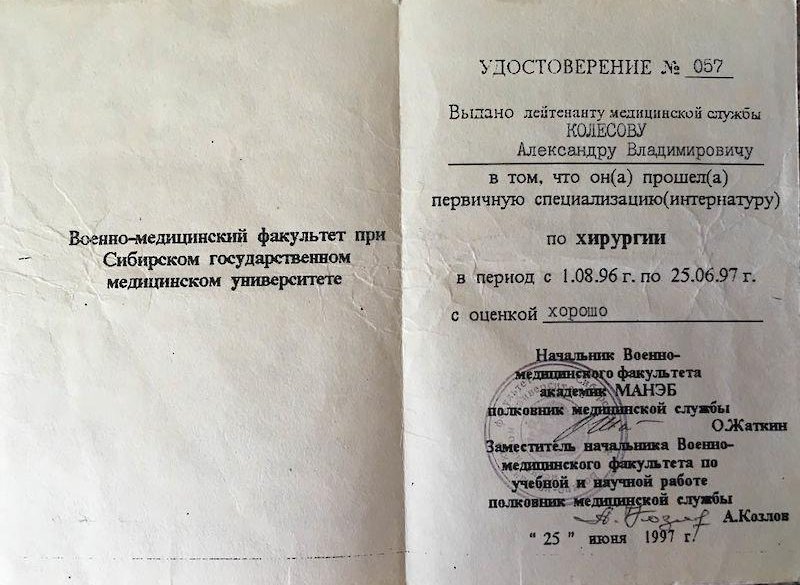 Военно-медицинский факультет при
Сибирском государственном
медицинском университете
УДОСТОВЕРЕНИЕ № 057
Выдано лейтенанту медицинской службы
КОЛЕСОВУ
Александру Владимировичу
в том, что он(а) прошел(а)
первичную специализацию(интернатуру)
по хирургии
в период с 1.08.96 г. по 25.06.97 г.
с оценкой хорошо
Начальник Военно-
медицинского факультета
академик МАНЭБ
полковник медицинской службы
О.Жаткин
Заместитель начальника Военно-
медицинского факультета по
учебной и научной работе
полковник медицинской службы
А.Козлов
"25" июня 1997 г.